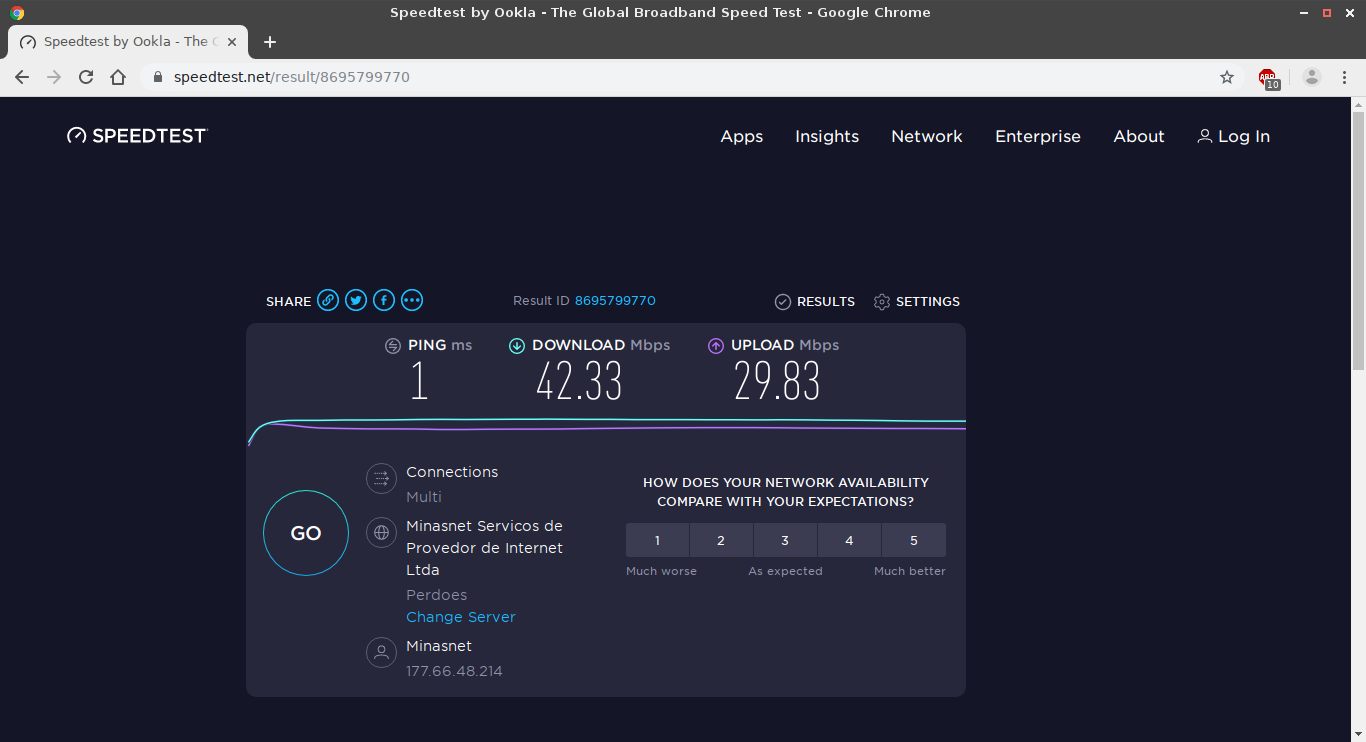 Speedtest by Ookla - The Global Broadband Speed Test - Google Chrome
Speedtest by Ookla - The
speedtest.net/result/8695799770
ABP
10
SPEEDTEST
Apps Insights Network Enterprise About Log In
SHARE Result ID 8695799770 RESULTS SETTINGS
PING ms DOWNLOAD Mbps UPLOAD Mbps
1 42.33 29.83
GO
Connections
Multi
Minasnet Servicos de
Provedor de Internet
Ltda
Perdoes
Change Server
Minasnet
177.66.48.214
HOW DOES YOUR NETWORK AVAILABILITY
COMPARE WITH YOUR EXPECTATIONS?
1 2 3 4 5
Much worse As expected Much better